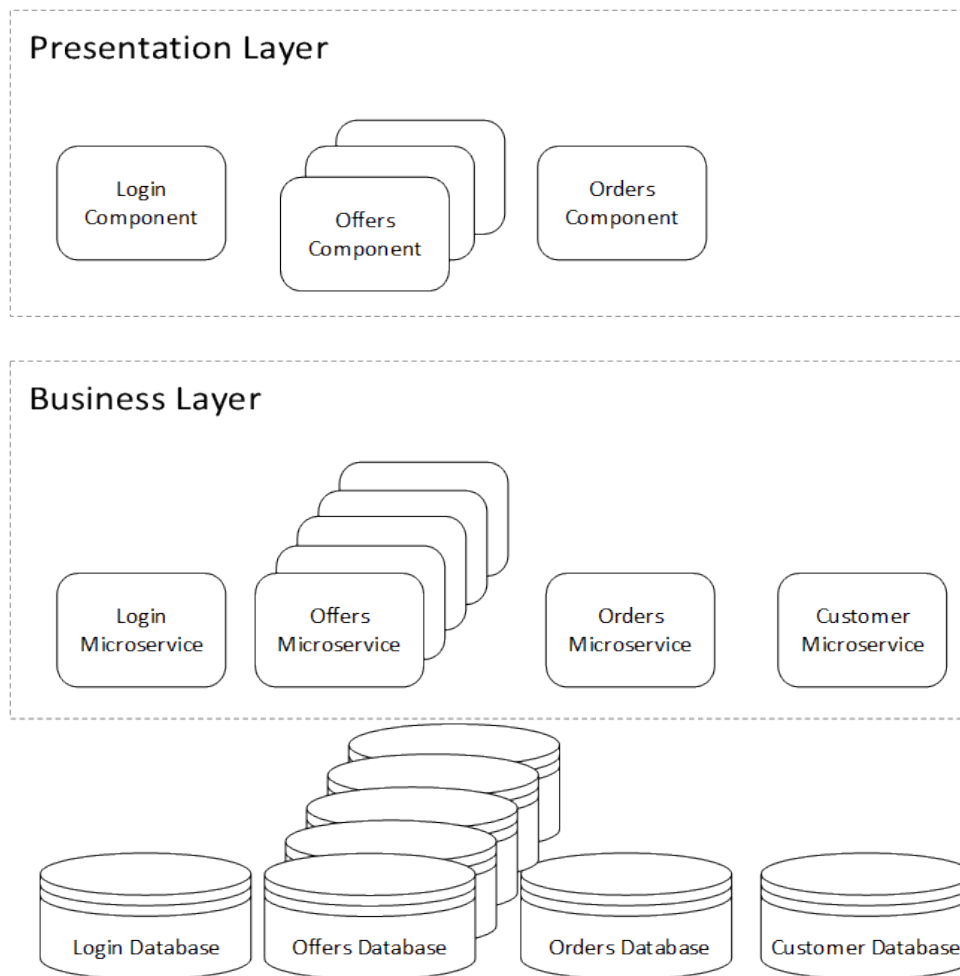 Presentation Layer
Login
Component
Offers
Component
Orders
Component
Business Layer
Login
Microservice
Offers
Microservice
Orders
Microservice
Customer
Microservice
Login Database
Offers Database
Orders Database
Customer Database